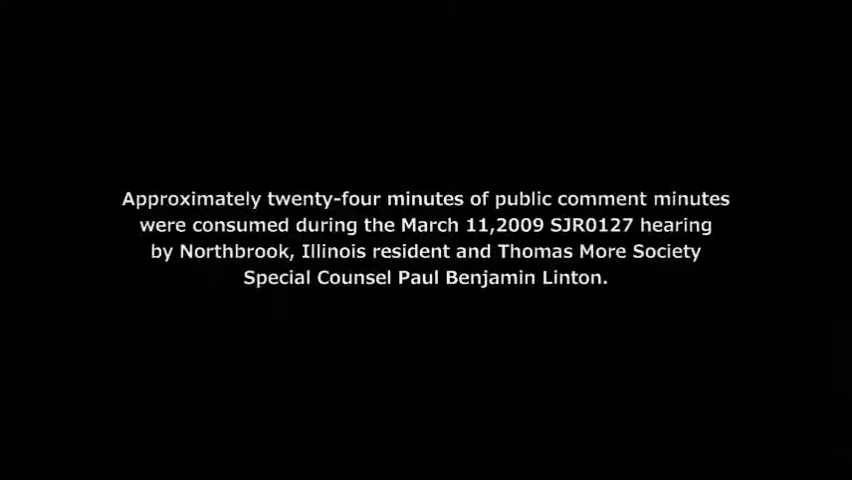 Approximately twenty-four minutes of public comment minutes
were consumed during the March 11,2009 SJR0127 hearing
by Northbrook, Illinois resident and Thomas More Society
Special Counsel Paul Benjamin Linton.